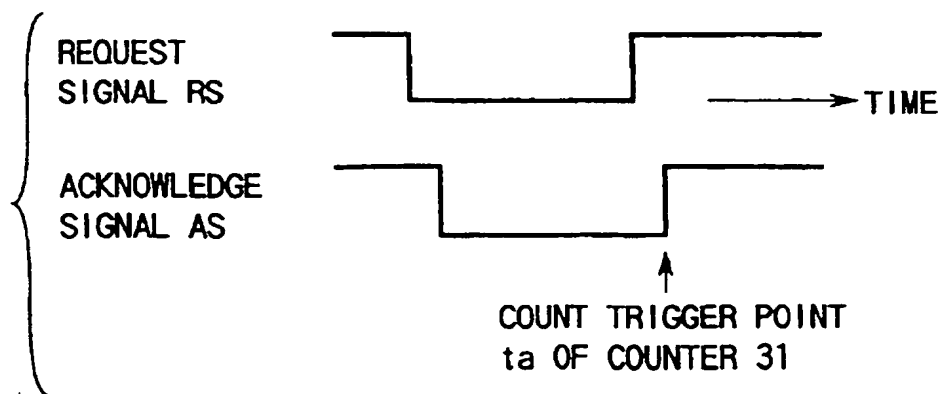 REQUEST
SIGNAL RS
TIME
ACKNOWLEDGE
SIGNAL AS
COUNT TRIGGER POINT
ta OF COUNTER 31